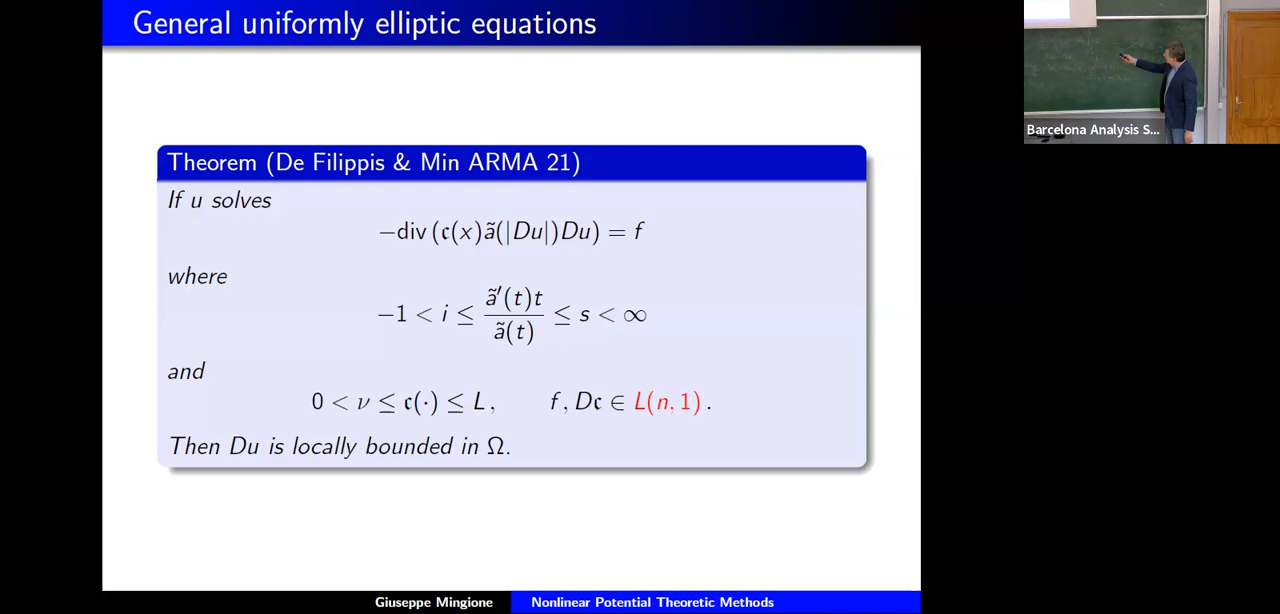 General uniformly elliptic equations
Barcelona Analysis S...
Theorem (De Filippis & Min ARMA 21)
If u solves
−div (𝔠(x)ã(|Du|)Du) = f
where
−1 < i ≤ ã′(t)t / ã(t) ≤ s < ∞
and
0 < ν ≤ 𝔠(·) ≤ L, f, D𝔠 ∈ L(n, 1) .
Then Du is locally bounded in Ω.
Giuseppe Mingione Nonlinear Potential Theoretic Methods